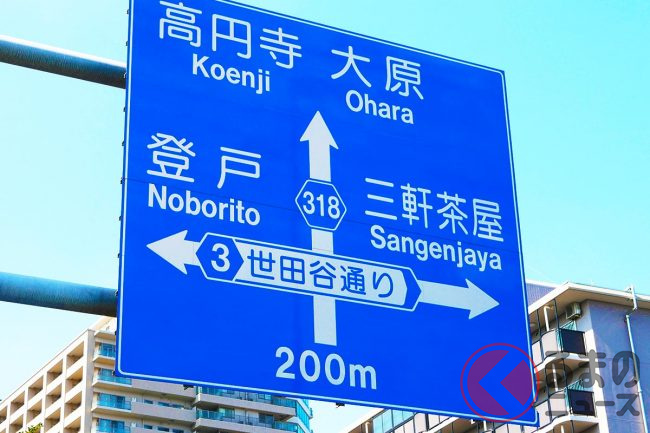 高円寺 大原
Koenji Ohara
登戸
Noborito
318
三軒茶屋
Sangenjaya
3 世田谷通り
200m
くるまの
ニュース